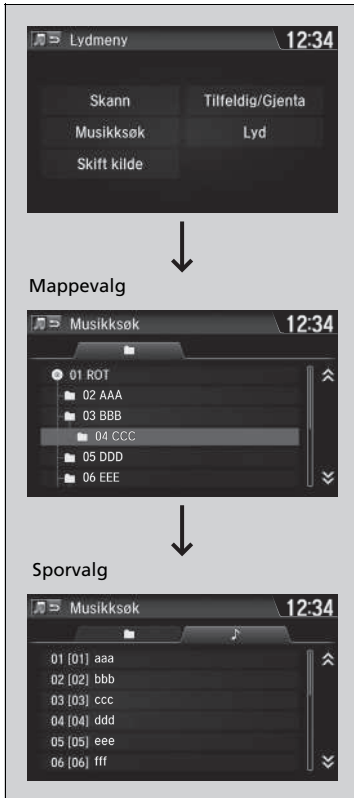 Lydmeny 12:34
Skann Tilfeldig/Gjenta
Musikksøk Lyd
Skift kilde
Mappevalg
Musikksøk 12:34
01 ROT
02 AAA
03 BBB
04 CCC
05 DDD
06 EEE
Sporvalg
Musikksøk 12:34
01 [01] aaa
02 [02] bbb
03 [03] ccc
04 [04] ddd
05 [05] eee
06 [06] fff